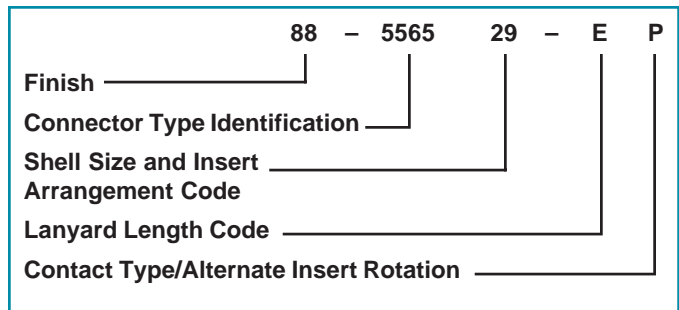 88 – 5565 29 – E P
Finish
Connector Type Identification
Shell Size and Insert
Arrangement Code
Lanyard Length Code
Contact Type/Alternate Insert Rotation